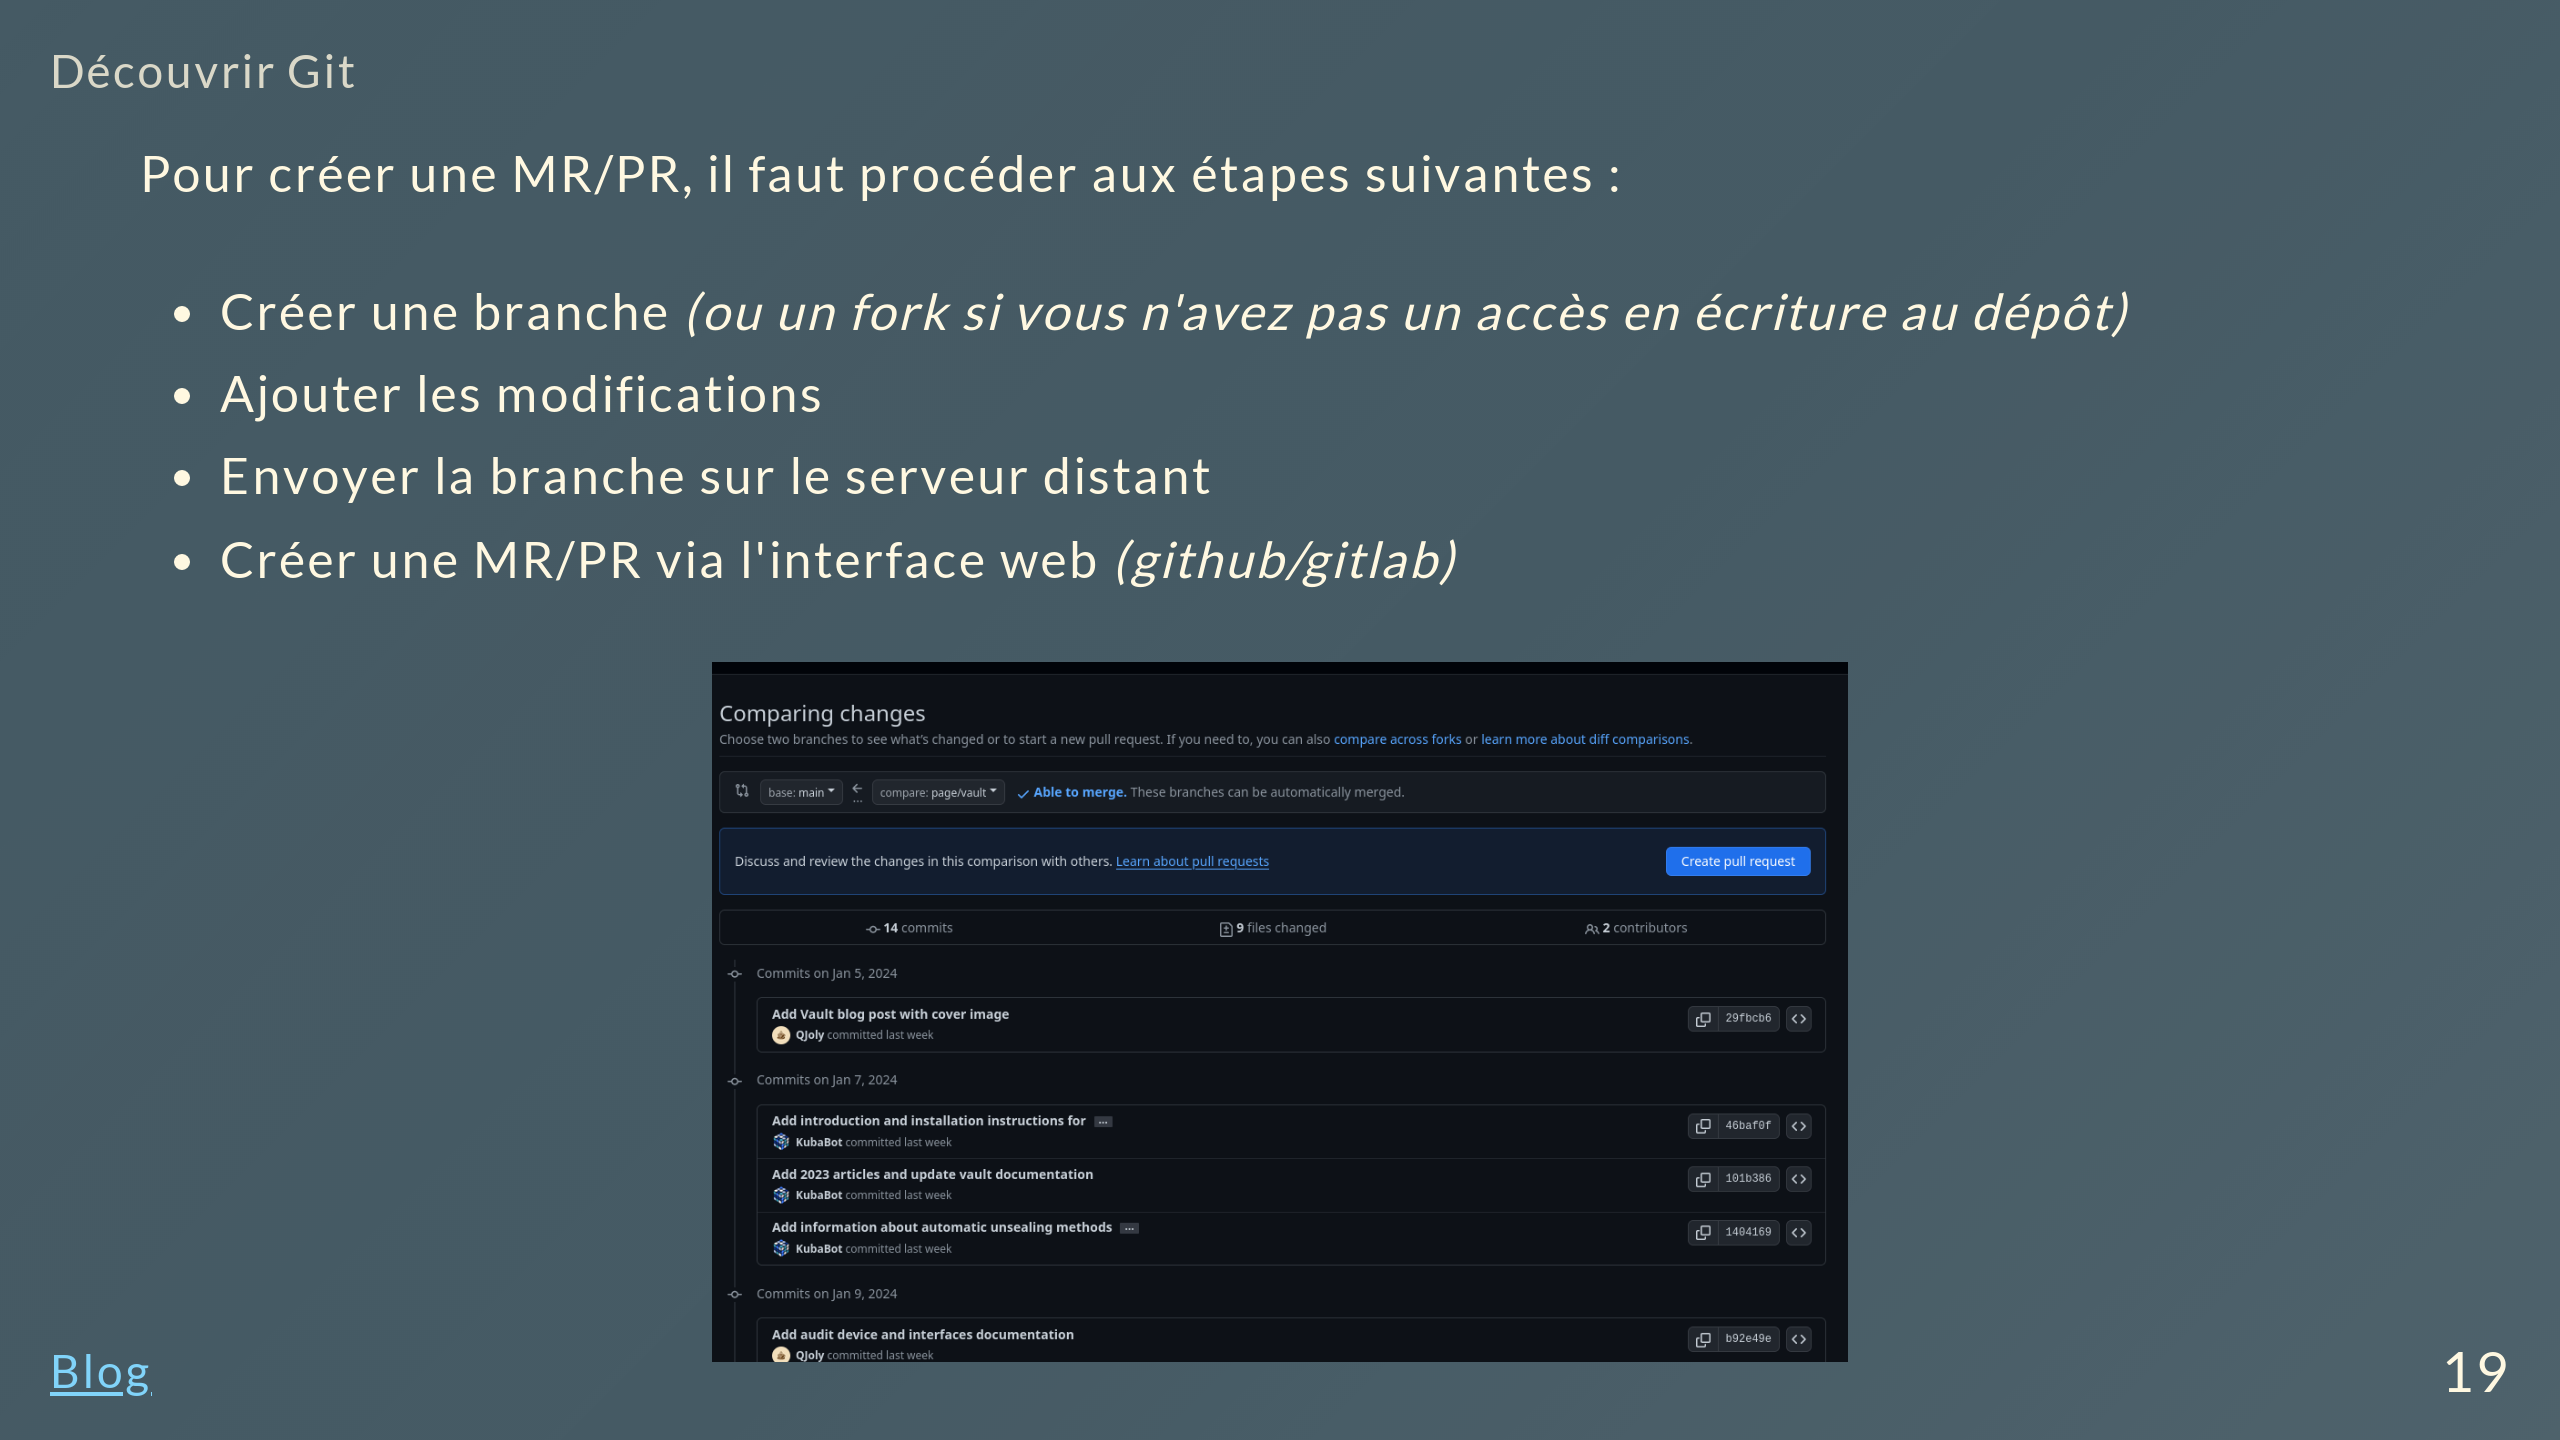 Découvrir Git
Pour créer une MR/PR, il faut procéder aux étapes suivantes :
• Créer une branche (ou un fork si vous n'avez pas un accès en écriture au dépôt)
• Ajouter les modifications
• Envoyer la branche sur le serveur distant
• Créer une MR/PR via l'interface web (github/gitlab)
Comparing changes
Choose two branches to see what's changed or to start a new pull request. If you need to, you can also compare across forks or learn more about diff comparisons.
base: main compare: page/vault Able to merge. These branches can be automatically merged.
Discuss and review the changes in this comparison with others. Learn about pull requests Create pull request
14 commits 9 files changed 2 contributors
Commits on Jan 5, 2024
Add Vault blog post with cover image 29fbcb6
QJoly committed last week
Commits on Jan 7, 2024
Add introduction and installation instructions for ... 46baf0f
KubaBot committed last week
Add 2023 articles and update vault documentation 101b386
KubaBot committed last week
Add information about automatic unsealing methods ... 1404169
KubaBot committed last week
Commits on Jan 9, 2024
Add audit device and interfaces documentation b92e49e
QJoly committed last week
Blog 19